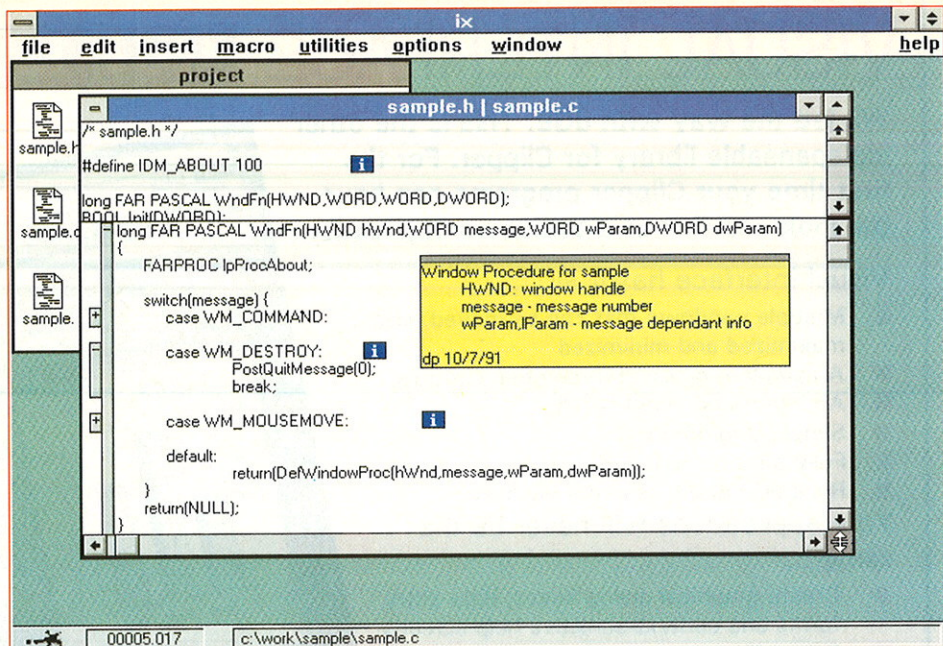 ix
file edit insert macro utilities options window help
project
sample.h | sample.c
sample.h
sample.c
sample.
/* sample.h */
#define IDM_ABOUT 100
i
long FAR PASCAL WndFn(HWND,WORD,WORD,DWORD);
BOOL Init(DWORD);
long FAR PASCAL WndFn(HWND hWnd,WORD message,WORD wParam,DWORD dwParam)
{
FARPROC lpProcAbout;
switch(message) {
case WM_COMMAND:
case WM_DESTROY:
i
PostQuitMessage(0);
break;
case WM_MOUSEMOVE:
i
default:
return(DefWindowProc(hWnd,message,wParam,dwParam));
}
return(NULL);
}
Window Procedure for sample
HWND: window handle
message - message number
wParam,lParam - message dependant info
dp 10/7/91
00005.017
c:\work\sample\sample.c